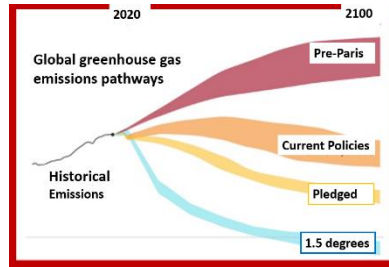 2020
2100
Global greenhouse gas
emissions pathways
Pre-Paris
Current Policies
Historical
Emissions
Pledged
1.5 degrees